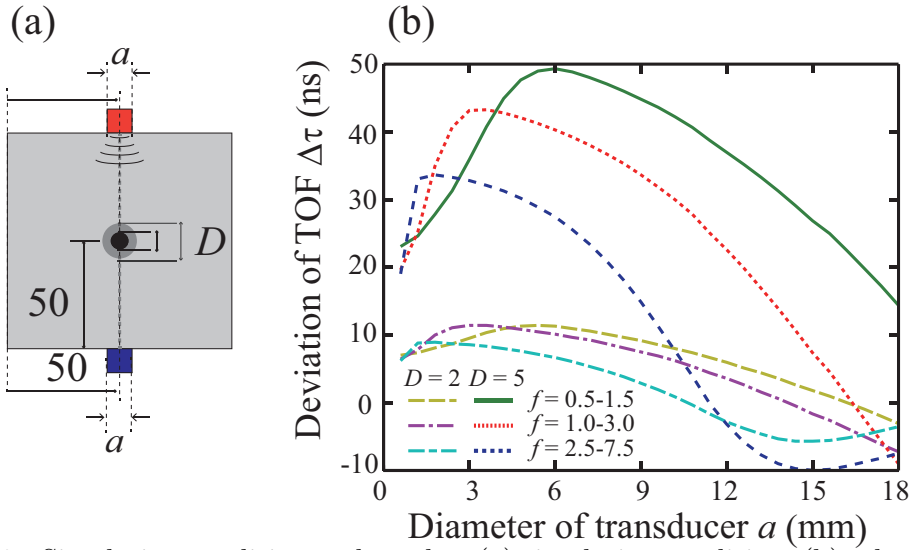 (a)
a
D
50
50
a
(b)
Deviation of TOF Δτ (ns)
50
40
30
20
10
0
-10
D = 2 D = 5
f = 0.5-1.5
f = 1.0-3.0
f = 2.5-7.5
0 3 6 9 12 15 18
Diameter of transducer a (mm)